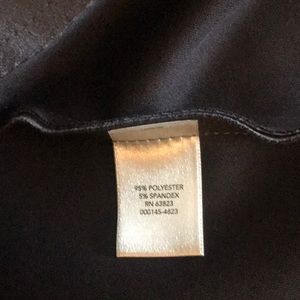 95% POLYESTER
5% SPANDEX
RN 63823
000145-4823